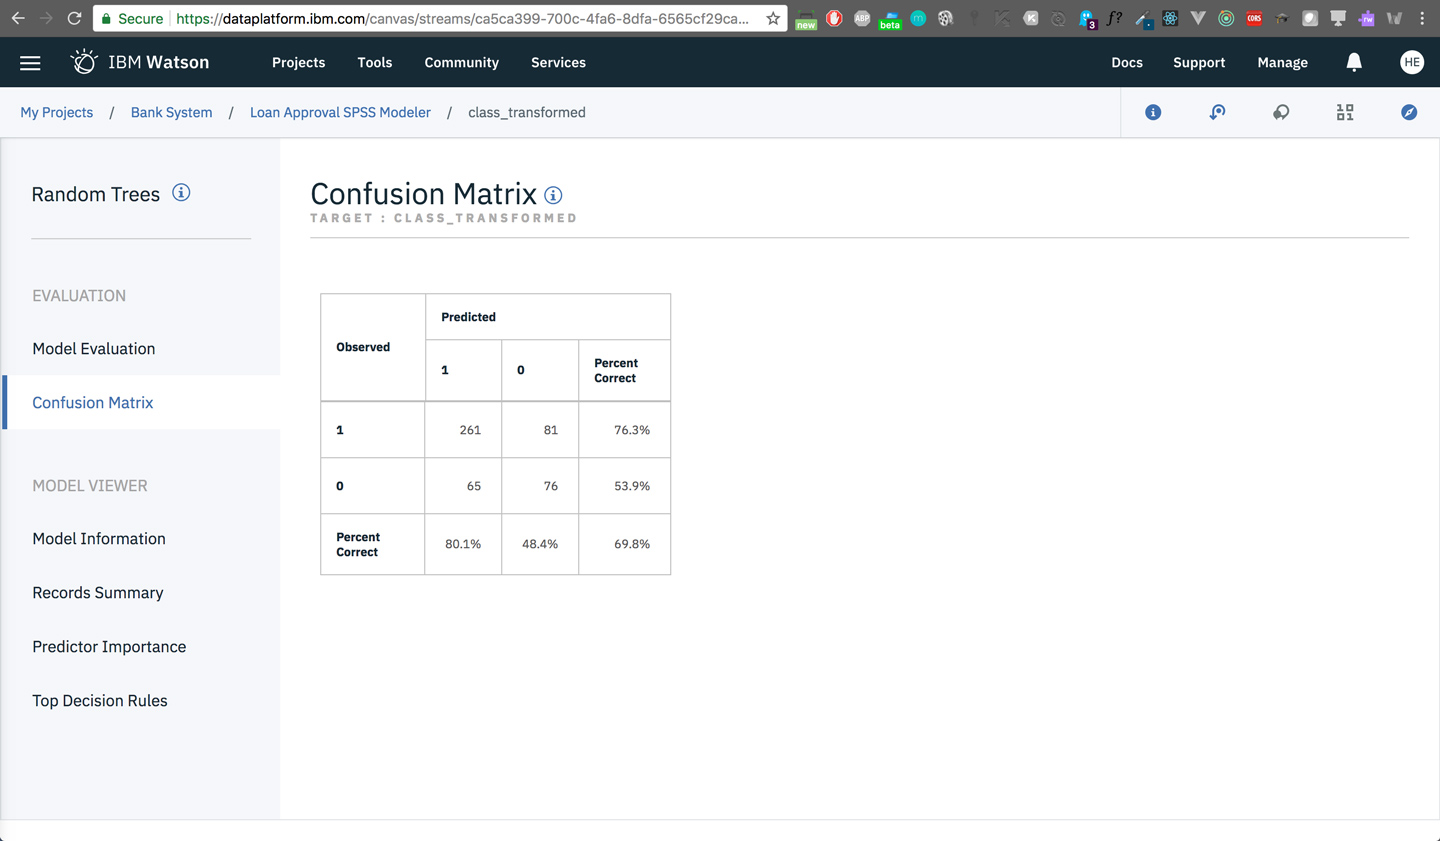 Secure https://dataplatform.ibm.com/canvas/streams/ca5ca399-700c-4fa6-8dfa-6565cf29ca...
new ABP beta m K 3 f? CORS rw
IBM Watson Projects Tools Community Services Docs Support Manage HE
My Projects / Bank System / Loan Approval SPSS Modeler / class_transformed
Random Trees
EVALUATION
Model Evaluation
Confusion Matrix
MODEL VIEWER
Model Information
Records Summary
Predictor Importance
Top Decision Rules
Confusion Matrix
TARGET : CLASS_TRANSFORMED
Observed Predicted
1 0 Percent Correct
1 261 81 76.3%
0 65 76 53.9%
Percent Correct 80.1% 48.4% 69.8%